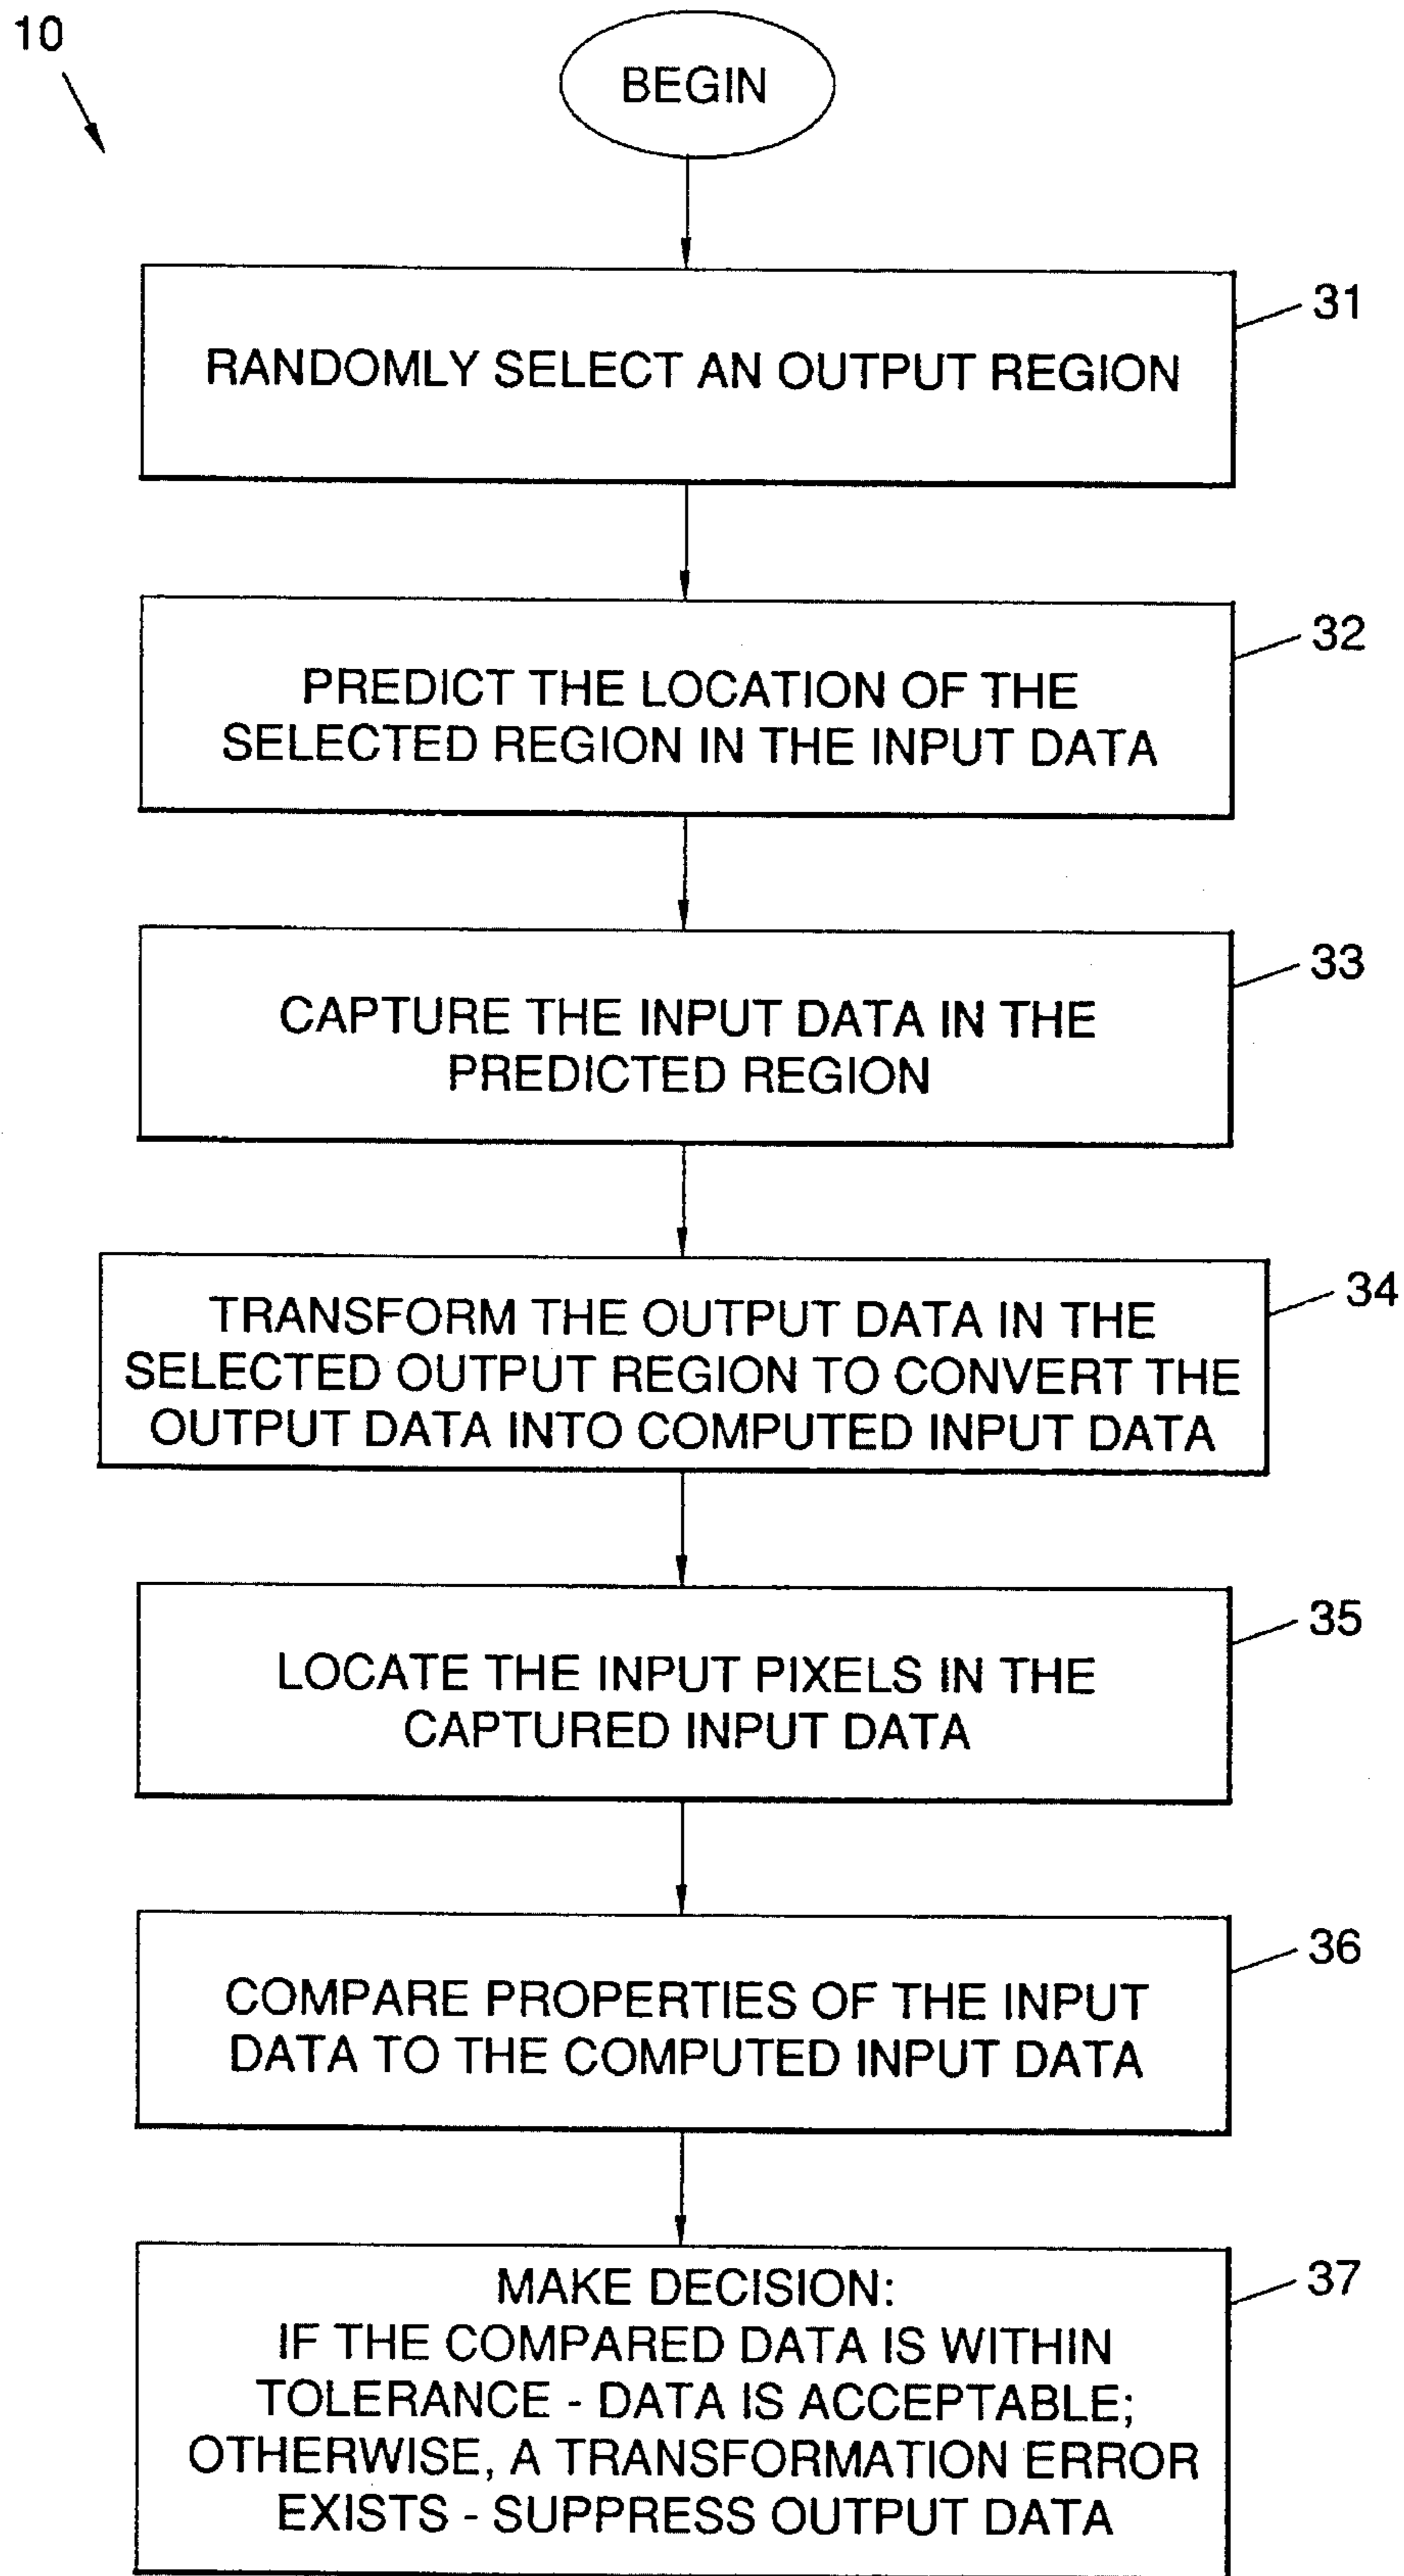 10
BEGIN
31
RANDOMLY SELECT AN OUTPUT REGION
32
PREDICT THE LOCATION OF THE
SELECTED REGION IN THE INPUT DATA
33
CAPTURE THE INPUT DATA IN THE
PREDICTED REGION
34
TRANSFORM THE OUTPUT DATA IN THE
SELECTED OUTPUT REGION TO CONVERT THE
OUTPUT DATA INTO COMPUTED INPUT DATA
35
LOCATE THE INPUT PIXELS IN THE
CAPTURED INPUT DATA
36
COMPARE PROPERTIES OF THE INPUT
DATA TO THE COMPUTED INPUT DATA
37
MAKE DECISION:
IF THE COMPARED DATA IS WITHIN
TOLERANCE - DATA IS ACCEPTABLE;
OTHERWISE, A TRANSFORMATION ERROR
EXISTS - SUPPRESS OUTPUT DATA